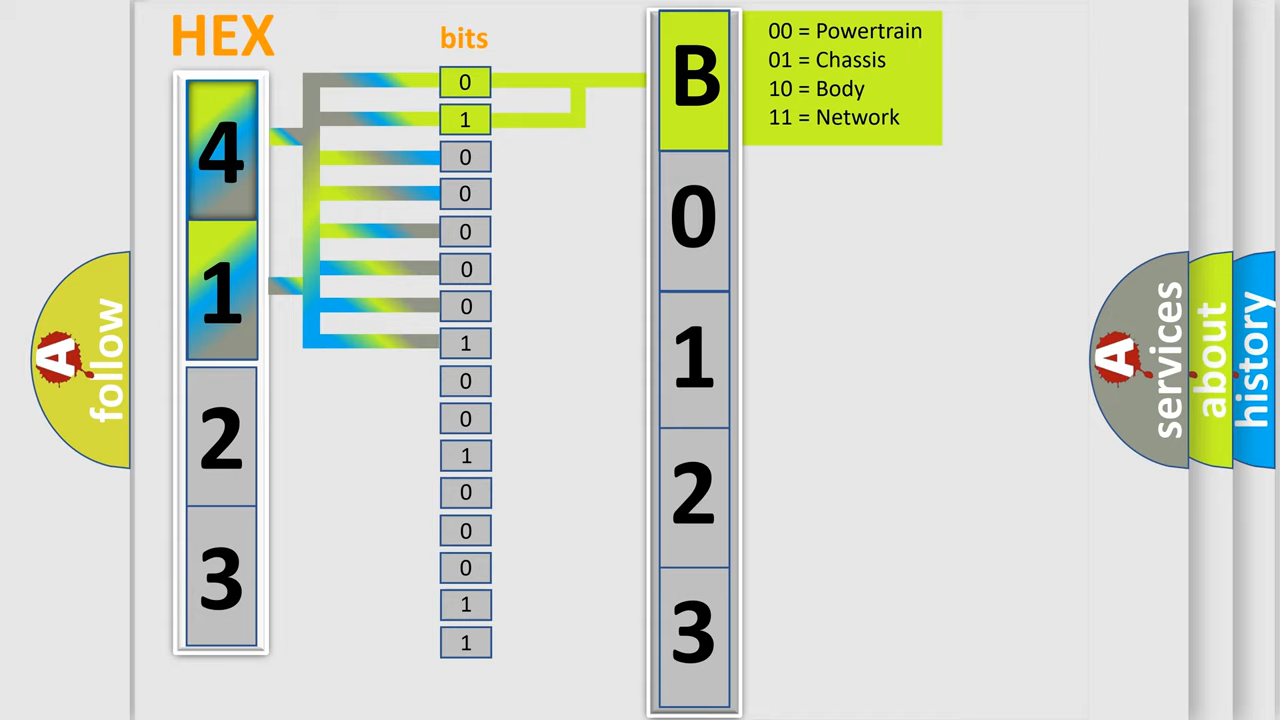 HEX
bits
4
1
2
3
0
1
0
0
0
0
0
1
0
0
1
0
0
0
1
1
B
0
1
2
3
00 = Powertrain
01 = Chassis
10 = Body
11 = Network
A
follow
A
services
about
history